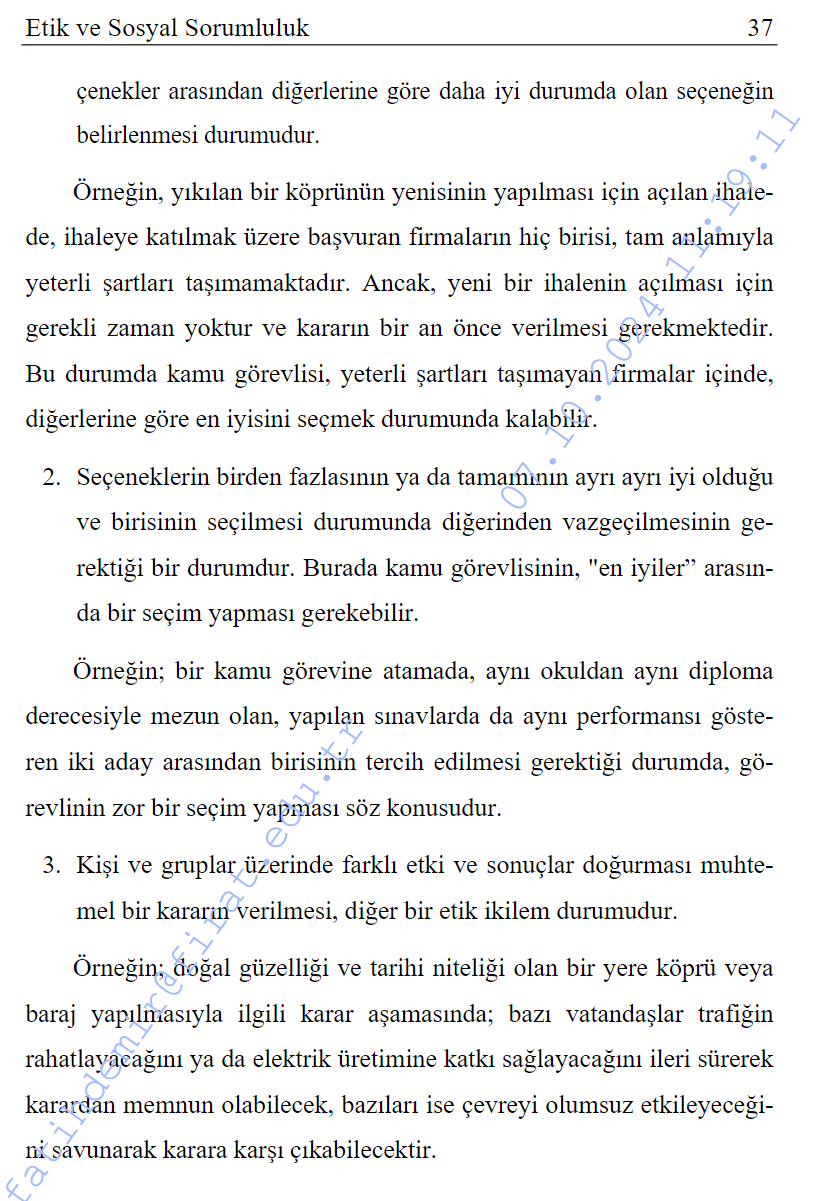 Etik ve Sosyal Sorumluluk 37
çenekler arasından diğerlerine göre daha iyi durumda olan seçeneğin
belirlenmesi durumudur.
Örneğin, yıkılan bir köprünün yenisinin yapılması için açılan ihale-
de, ihaleye katılmak üzere başvuran firmaların hiç birisi, tam anlamıyla
yeterli şartları taşımamaktadır. Ancak, yeni bir ihalenin açılması için
gerekli zaman yoktur ve kararın bir an önce verilmesi gerekmektedir.
Bu durumda kamu görevlisi, yeterli şartları taşımayan firmalar içinde,
diğerlerine göre en iyisini seçmek durumunda kalabilir.
2. Seçeneklerin birden fazlasının ya da tamamının ayrı ayrı iyi olduğu
ve birisinin seçilmesi durumunda diğerinden vazgeçilmesinin ge-
rektiği bir durumdur. Burada kamu görevlisinin, "en iyiler” arasın-
da bir seçim yapması gerekebilir.
Örneğin; bir kamu görevine atamada, aynı okuldan aynı diploma
derecesiyle mezun olan, yapılan sınavlarda da aynı performansı göste-
ren iki aday arasından birisinin tercih edilmesi gerektiği durumda, gö-
revlinin zor bir seçim yapması söz konusudur.
3. Kişi ve gruplar üzerinde farklı etki ve sonuçlar doğurması muhte-
mel bir kararın verilmesi, diğer bir etik ikilem durumudur.
Örneğin; doğal güzelliği ve tarihi niteliği olan bir yere köprü veya
baraj yapılmasıyla ilgili karar aşamasında; bazı vatandaşlar trafiğin
rahatlayacağını ya da elektrik üretimine katkı sağlayacağını ileri sürerek
karardan memnun olabilecek, bazıları ise çevreyi olumsuz etkileyeceği-
ni savunarak karara karşı çıkabilecektir.
fatihdemir@firat.edu.tr
07.10.2024 11:19:11